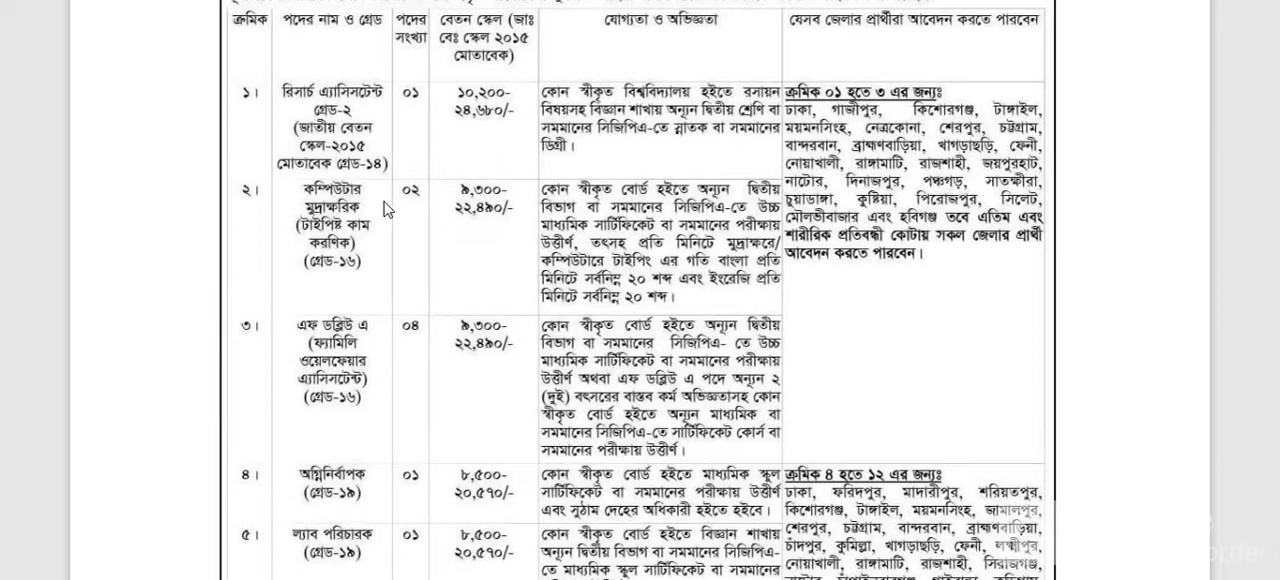 ক্রমিক
পদের নাম ও গ্রেড
পদের
সংখ্যা
বেতন স্কেল (জাঃ
বেঃ স্কেল ২০১৫
মোতাবেক)
যোগ্যতা ও অভিজ্ঞতা
যেসব জেলার প্রার্থীরা আবেদন করতে পারবেন
১।
রিসার্চ এ্যাসিসটেন্ট
গ্রেড-২
(জাতীয় বেতন
স্কেল-২০১৫
মোতাবেক গ্রেড-১৪)
০১
১০,২০০-
২৪,৬৮০/-
কোন স্বীকৃত বিশ্ববিদ্যালয় হইতে রসায়ন
বিষয়সহ বিজ্ঞান শাখায় অন্যূন দ্বিতীয় শ্রেণি বা
সমমানের সিজিপিএ-তে স্নাতক বা সমমানের
ডিগ্রী।
ক্রমিক ০১ হতে ৩ এর জন্যঃ
ঢাকা, গাজীপুর, কিশোরগঞ্জ, টাঙ্গাইল,
ময়মনসিংহ, নেত্রকোনা, শেরপুর, চট্টগ্রাম,
বান্দরবান, ব্রাহ্মণবাড়িয়া, খাগড়াছড়ি, ফেনী,
নোয়াখালী, রাঙ্গামাটি, রাজশাহী, জয়পুরহাট,
নাটোর, দিনাজপুর, পঞ্চগড়, সাতক্ষীরা,
চুয়াডাঙ্গা, কুষ্টিয়া, পিরোজপুর, সিলেট,
মৌলভীবাজার এবং হবিগঞ্জ তবে এতিম এবং
শারীরিক প্রতিবন্ধী কোটায় সকল জেলার প্রার্থী
আবেদন করতে পারবেন।
২।
কম্পিউটার
মুদ্রাক্ষরিক
(টাইপিষ্ট কাম
করণিক)
(গ্রেড-১৬)
০২
৯,৩০০-
২২,৪৯০/-
কোন স্বীকৃত বোর্ড হইতে অন্যূন দ্বিতীয়
বিভাগ বা সমমানের সিজিপিএ-তে উচ্চ
মাধ্যমিক সার্টিফিকেট বা সমমানের পরীক্ষায়
উত্তীর্ণ, তৎসহ প্রতি মিনিটে মুদ্রাক্ষরে/
কম্পিউটারে টাইপিং এর গতি বাংলা প্রতি
মিনিটে সর্বনিম্ন ২০ শব্দ এবং ইংরেজি প্রতি
মিনিটে সর্বনিম্ন ২০ শব্দ।
৩।
এফ ডব্লিউ এ
(ফ্যামিলি
ওয়েলফেয়ার
এ্যাসিসটেন্ট)
(গ্রেড-১৬)
০৪
৯,৩০০-
২২,৪৯০/-
কোন স্বীকৃত বোর্ড হইতে অন্যূন দ্বিতীয়
বিভাগ বা সমমানের সিজিপিএ- তে উচ্চ
মাধ্যমিক সার্টিফিকেট বা সমমানের পরীক্ষায়
উত্তীর্ণ অথবা এফ ডব্লিউ এ পদে অন্যূন ২
(দুই) বৎসরের বাস্তব কর্ম অভিজ্ঞতাসহ কোন
স্বীকৃত বোর্ড হইতে অন্যূন মাধ্যমিক বা
সমমানের সিজিপিএ-তে সার্টিফিকেট কোর্স বা
সমমানের পরীক্ষায় উত্তীর্ণ।
৪।
অগ্নিনির্বাপক
(গ্রেড-১৯)
০১
৮,৫০০-
২০,৫৭০/-
কোন স্বীকৃত বোর্ড হইতে মাধ্যমিক স্কুল
সার্টিফিকেট বা সমমানের পরীক্ষায় উত্তীর্ণ
এবং সুঠাম দেহের অধিকারী হইতে হইবে।
ক্রমিক ৪ হতে ১২ এর জন্যঃ
ঢাকা, ফরিদপুর, মাদারীপুর, শরিয়তপুর,
কিশোরগঞ্জ, টাঙ্গাইল, ময়মনসিংহ, জামালপুর,
শেরপুর, চট্টগ্রাম, বান্দরবান, ব্রাহ্মণবাড়িয়া,
চাঁদপুর, কুমিল্লা, খাগড়াছড়ি, ফেনী, লক্ষ্মীপুর,
নোয়াখালী, রাঙ্গামাটি, রাজশাহী, সিরাজগঞ্জ,
৫।
ল্যাব পরিচারক
(গ্রেড-১৯)
০১
৮,৫০০-
২০,৫৭০/-
কোন স্বীকৃত বোর্ড হইতে বিজ্ঞান শাখায়
অন্যূন দ্বিতীয় বিভাগ বা সমমানের সিজিপিএ-
তে মাধ্যমিক স্কুল সার্টিফিকেট বা সমমানের